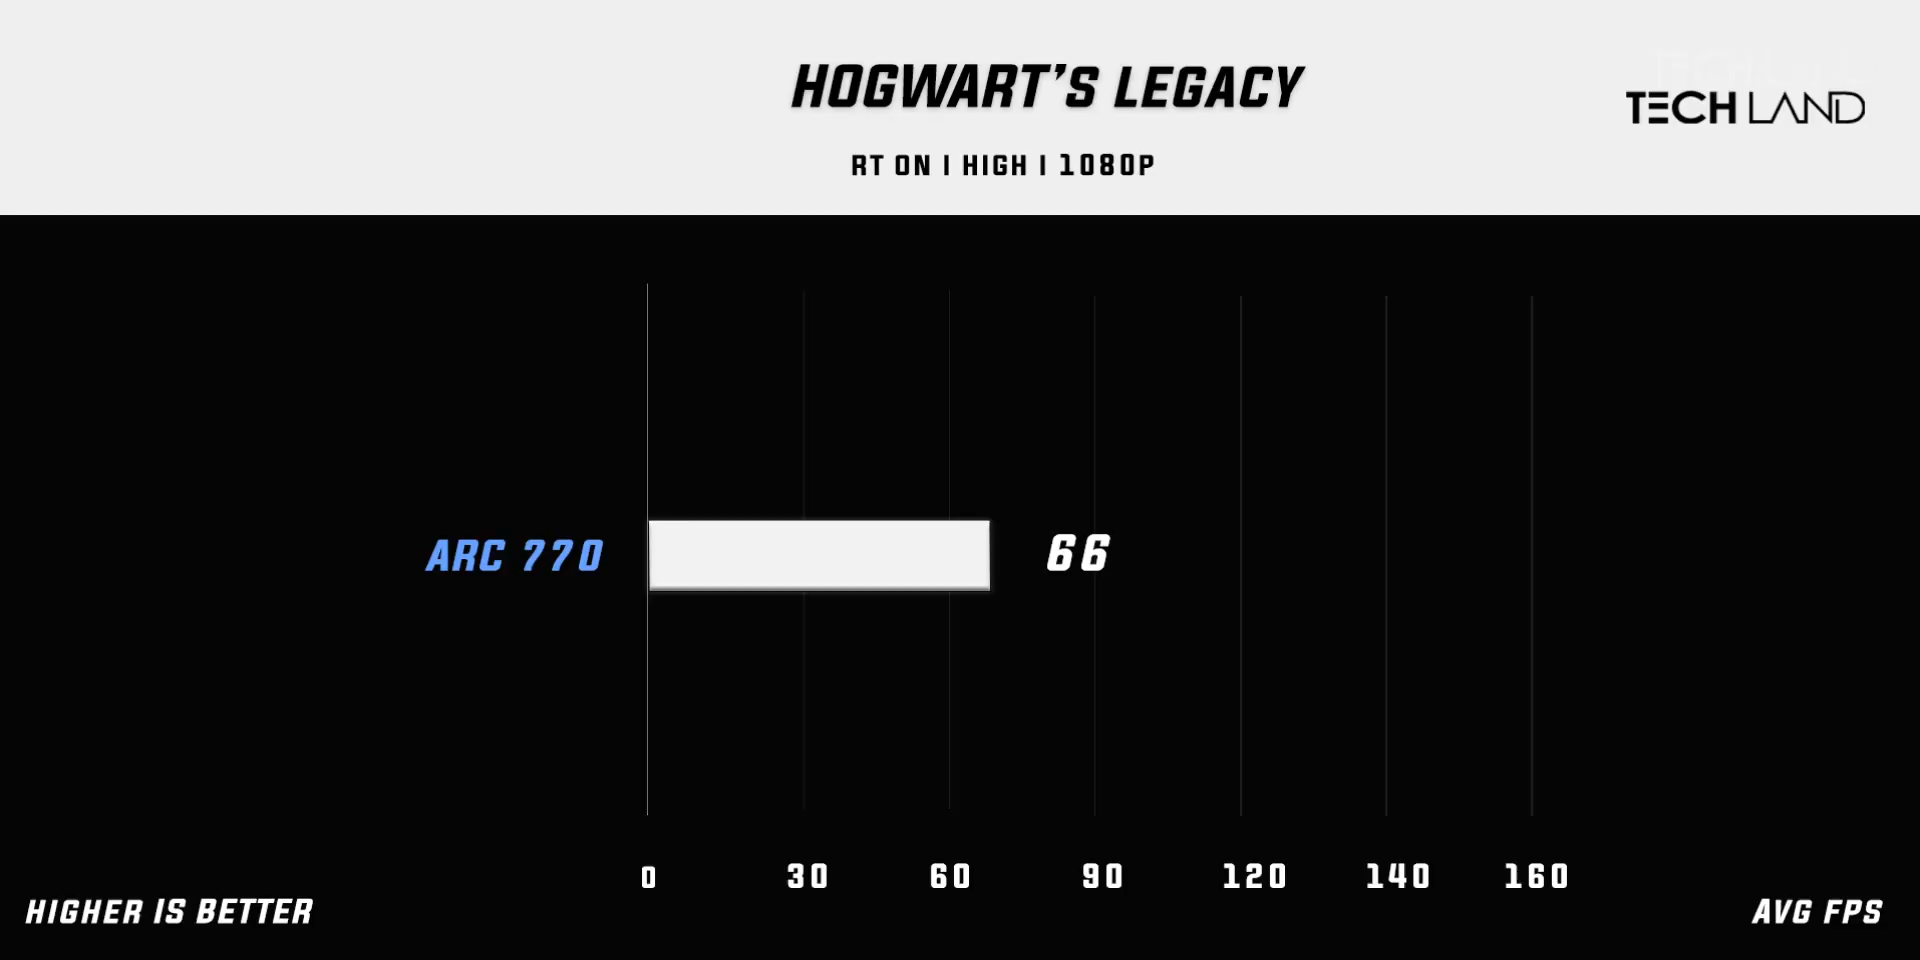 HOGWART'S LEGACY
TECH LAND
RT ON | HIGH | 1080P
ARC 770
66
0 30 60 90 120 140 160
HIGHER IS BETTER
AVG FPS